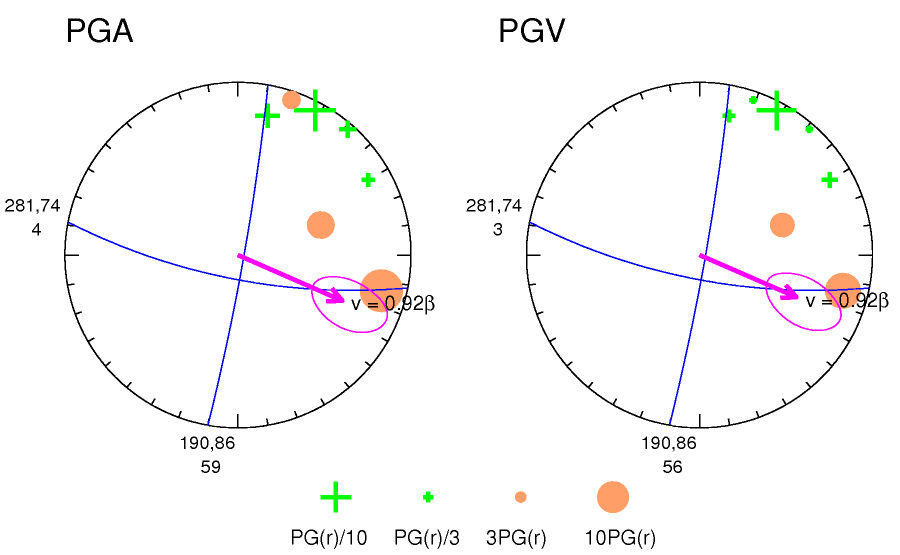 PGA
PGV
281,74
4
v = 0.92β
190,86
59
281,74
3
v = 0.92β
190,86
56
PG(r)/10
PG(r)/3
3PG(r)
10PG(r)